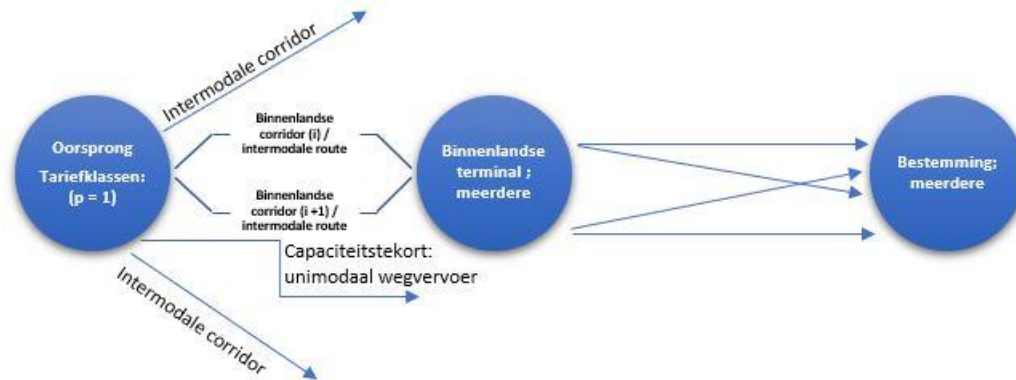 Intermodale corridor
Oorsprong
Tariefklassen:
(p = 1)
Binnenlandse
corridor (i) /
intermodale route
Binnenlandse
corridor (i +1) /
intermodale route
Binnenlandse
terminal ;
meerdere
Bestemming;
meerdere
Capaciteitstekort:
unimodaal wegvervoer
Intermodale corridor